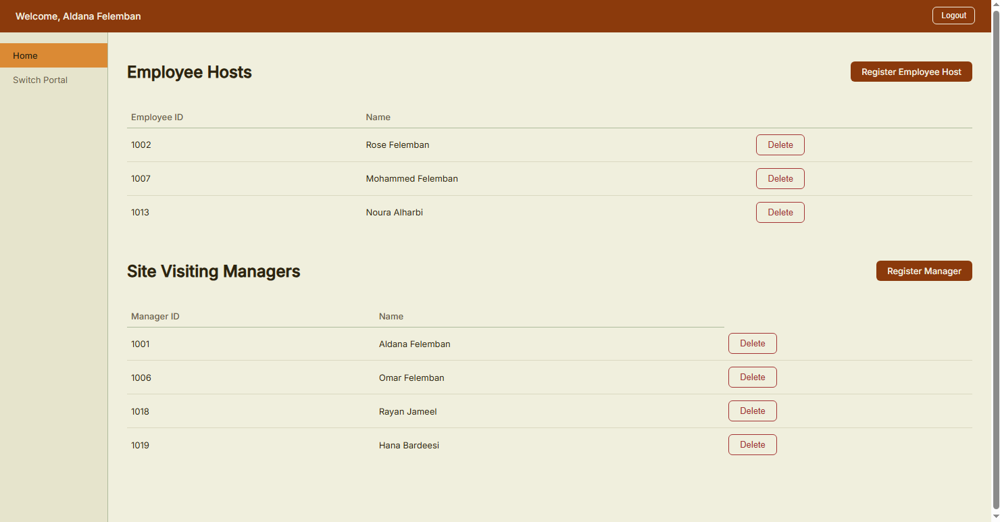 Welcome, Aldana Felemban
Logout
Home
Switch Portal
Employee Hosts
Register Employee Host
Employee ID Name
1002 Rose Felemban Delete
1007 Mohammed Felemban Delete
1013 Noura Alharbi Delete
Site Visiting Managers
Register Manager
Manager ID Name
1001 Aldana Felemban Delete
1006 Omar Felemban Delete
1018 Rayan Jameel Delete
1019 Hana Bardeesi Delete